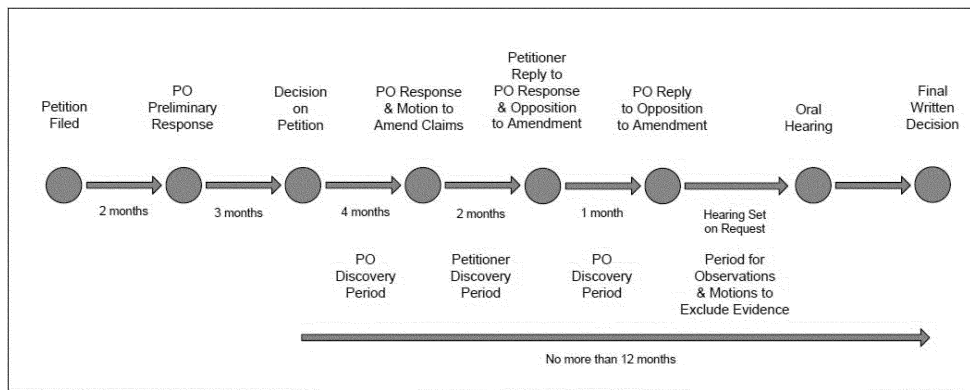 Petition
Filed
PO
Preliminary
Response
Decision
on
Petition
PO Response
& Motion to
Amend Claims
Petitioner
Reply to
PO Response
& Opposition
to Amendment
PO Reply
to Opposition
to Amendment
Oral
Hearing
Final
Written
Decision
2 months
3 months
4 months
2 months
1 month
Hearing Set
on Request
PO
Discovery
Period
Petitioner
Discovery
Period
PO
Discovery
Period
Period for
Observations
& Motions to
Exclude Evidence
No more than 12 months